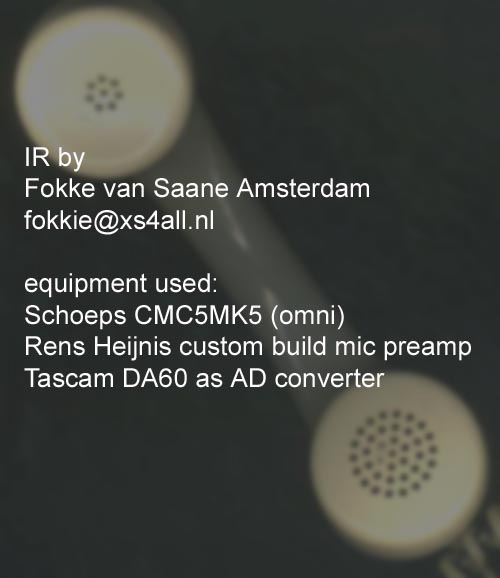 IR by
Fokke van Saane Amsterdam
fokkie@xs4all.nl
equipment used:
Schoeps CMC5MK5 (omni)
Rens Heijnis custom build mic preamp
Tascam DA60 as AD converter